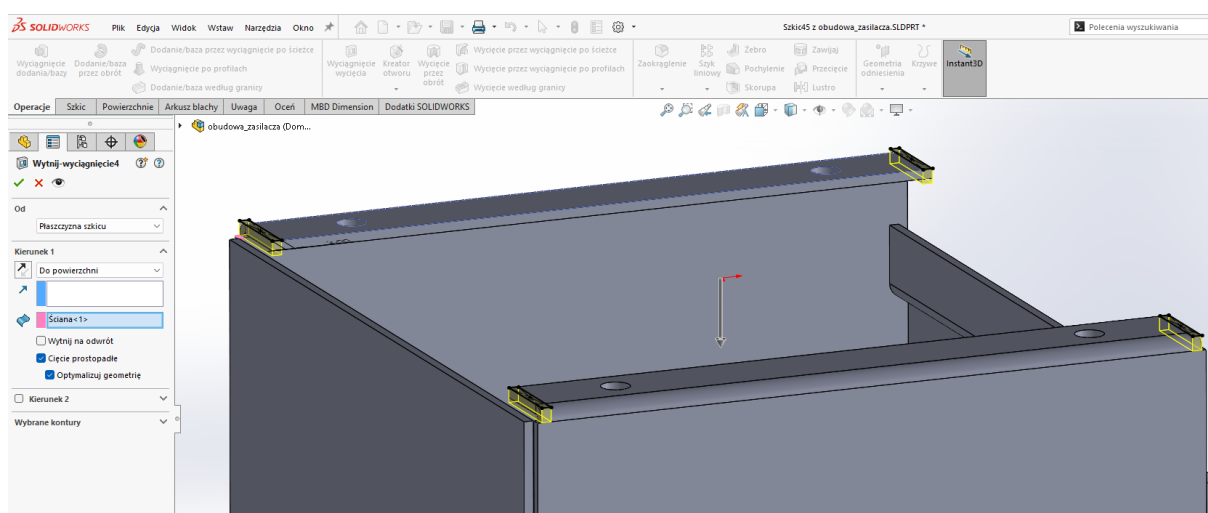 SOLIDWORKS Plik Edycja Widok Wstaw Narzędzia Okno Szkic45 z obudowa_zasilacza.SLDPRT * Polecenia wyszukiwania
Wyciągnięcie dodania/bazy
Dodanie/baza przez obrót
Dodanie/baza przez wyciągnięcie po ścieżce
Wyciągnięcie po profilach
Dodanie/baza według granicy
Wyciągnięcie wycięcia
Kreator otworu
Wycięcie przez obrót
Wycięcie przez wyciągnięcie po ścieżce
Wycięcie przez wyciągnięcie po profilach
Wycięcie według granicy
Zaokrąglenie
Szyk liniowy
Żebro
Pochylenie
Skorupa
Zawijaj
Przecięcie
Lustro
Geometria odniesienia
Krzywe
Instant3D
Operacje Szkic Powierzchnie Arkusz blachy Uwaga Oceń MBD Dimension Dodatki SOLIDWORKS
obudowa_zasilacza (Dom...
Wytnij-wyciągnięcie4
Od
Płaszczyzna szkicu
Kierunek 1
Do powierzchni
Ściana<1>
Wytnij na odwrót
Cięcie prostopadłe
Optymalizuj geometrię
Kierunek 2
Wybrane kontury